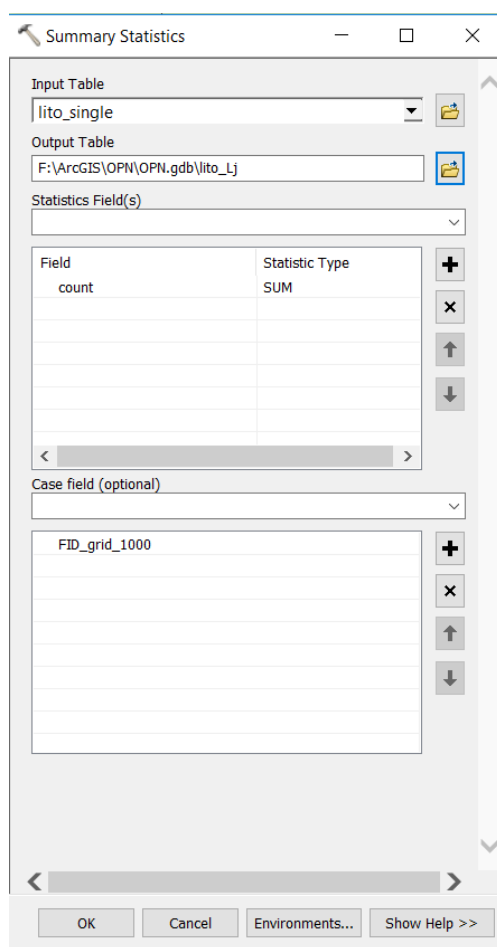 Summary Statistics
Input Table
lito_single
Output Table
F:\ArcGIS\OPN\OPN.gdb\lito_Lj
Statistics Field(s)
Field Statistic Type
count SUM
Case field (optional)
FID_grid_1000
OK Cancel Environments... Show Help >>